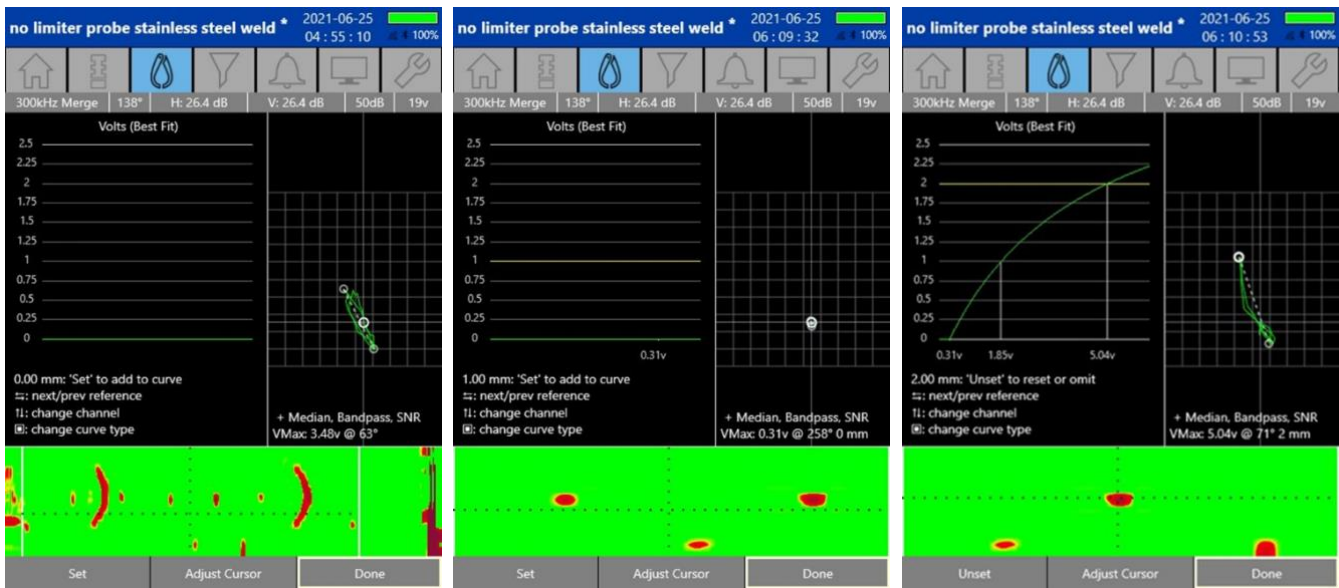 no limiter probe stainless steel weld *
2021-06-25
04 : 55 : 10
100%
300kHz Merge
138°
H: 26.4 dB
V: 26.4 dB
50dB
19v
Volts (Best Fit)
2.5
2.25
2
1.75
1.5
1.25
1
0.75
0.5
0.25
0
0.00 mm: 'Set' to add to curve
⇆: next/prev reference
↑↓: change channel
▣: change curve type
+ Median, Bandpass, SNR
VMax: 3.48v @ 63°
Set
Adjust Cursor
Done
no limiter probe stainless steel weld *
2021-06-25
06 : 09 : 32
100%
300kHz Merge
138°
H: 26.4 dB
V: 26.4 dB
50dB
19v
Volts (Best Fit)
2.5
2.25
2
1.75
1.5
1.25
1
0.75
0.5
0.25
0
0.31v
1.00 mm: 'Set' to add to curve
⇆: next/prev reference
↑↓: change channel
▣: change curve type
+ Median, Bandpass, SNR
VMax: 0.31v @ 258° 0 mm
Set
Adjust Cursor
Done
no limiter probe stainless steel weld *
2021-06-25
06 : 10 : 53
100%
300kHz Merge
138°
H: 26.4 dB
V: 26.4 dB
50dB
19v
Volts (Best Fit)
2.5
2.25
2
1.75
1.5
1.25
1
0.75
0.5
0.25
0
0.31v
1.85v
5.04v
2.00 mm: 'Unset' to reset or omit
⇆: next/prev reference
↑↓: change channel
▣: change curve type
+ Median, Bandpass, SNR
VMax: 5.04v @ 71° 2 mm
Unset
Adjust Cursor
Done